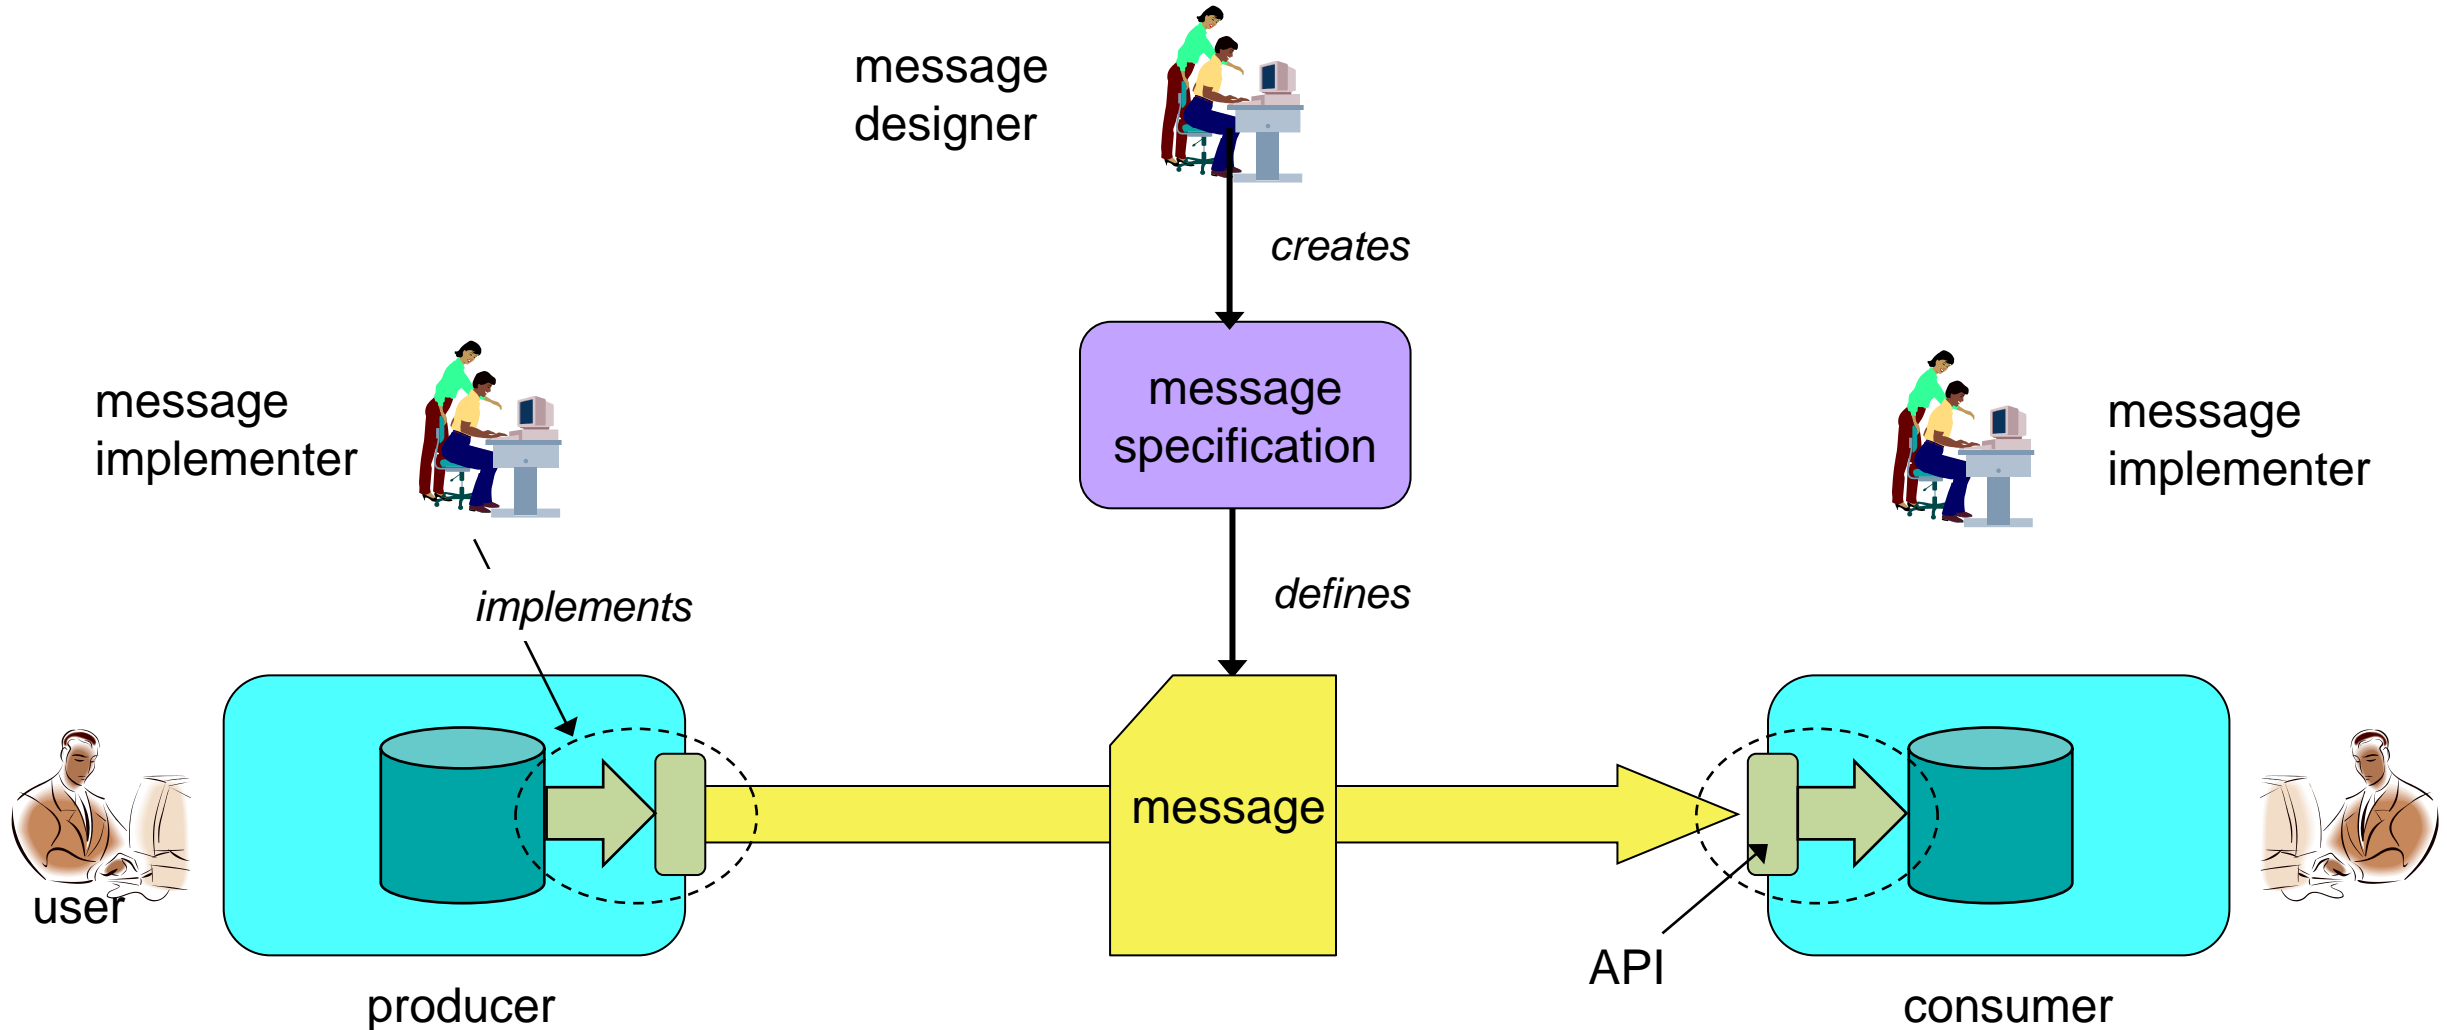 message
designer
creates
message
implementer
message
specification
message
implementer
implements
defines
message
user
API
producer
consumer